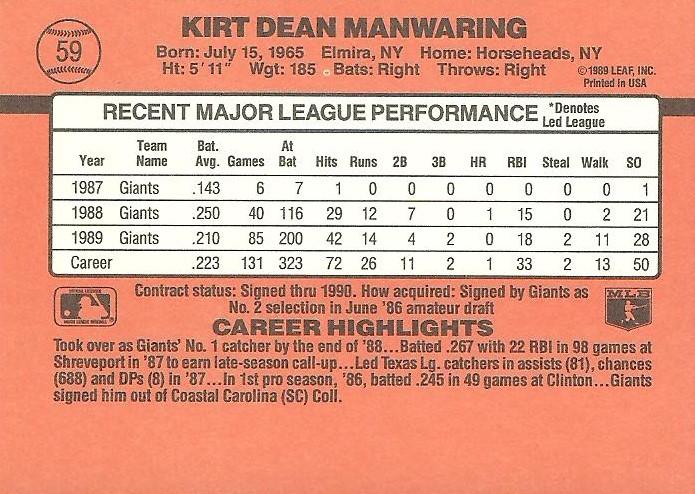 59
KIRT DEAN MANWARING
Born: July 15, 1965 Elmira, NY Home: Horseheads, NY
Ht: 5' 11" Wgt: 185 Bats: Right Throws: Right
©1989 LEAF, INC.
Printed in USA
RECENT MAJOR LEAGUE PERFORMANCE *Denotes Led League
Year Team Name Bat. Avg. Games At Bat Hits Runs 2B 3B HR RBI Steal Walk SO
1987 Giants .143 6 7 1 0 0 0 0 0 0 0 1
1988 Giants .250 40 116 29 12 7 0 1 15 0 2 21
1989 Giants .210 85 200 42 14 4 2 0 18 2 11 28
Career .223 131 323 72 26 11 2 1 33 2 13 50
Contract status: Signed thru 1990. How acquired: Signed by Giants as
No. 2 selection in June '86 amateur draft
MLB
CAREER HIGHLIGHTS
Took over as Giants' No. 1 catcher by the end of '88...Batted .267 with 22 RBI in 98 games at
Shreveport in '87 to earn late-season call-up...Led Texas Lg. catchers in assists (81), chances
(688) and DPs (8) in '87...In 1st pro season, '86, batted .245 in 49 games at Clinton...Giants
signed him out of Coastal Carolina (SC) Coll.